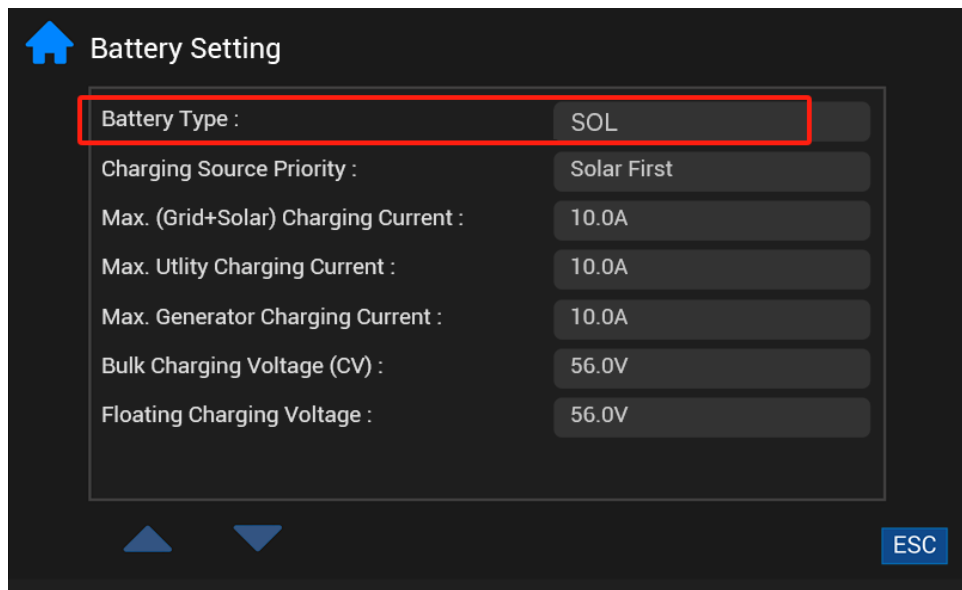 Battery Setting
Battery Type : SOL
Charging Source Priority : Solar First
Max. (Grid+Solar) Charging Current : 10.0A
Max. Utlity Charging Current : 10.0A
Max. Generator Charging Current : 10.0A
Bulk Charging Voltage (CV) : 56.0V
Floating Charging Voltage : 56.0V
ESC